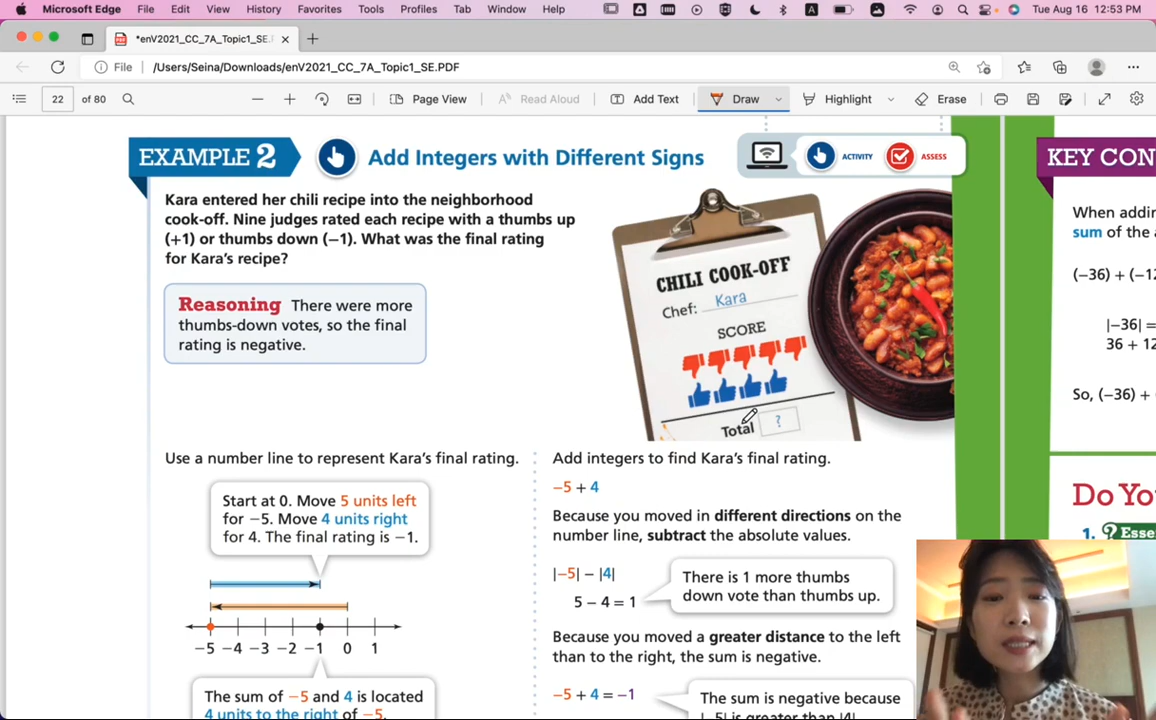 Microsoft Edge File Edit View History Favorites Tools Profiles Tab Window Help A Tue Aug 16 12:53 PM
*enV2021_CC_7A_Topic1_SE.
File /Users/Seina/Downloads/enV2021_CC_7A_Topic1_SE.PDF
22 of 80 Page View Read Aloud Add Text Draw Highlight Erase
EXAMPLE 2 Add Integers with Different Signs ACTIVITY ASSESS
Kara entered her chili recipe into the neighborhood
cook-off. Nine judges rated each recipe with a thumbs up
(+1) or thumbs down (−1). What was the final rating
for Kara's recipe?
Reasoning There were more
thumbs-down votes, so the final
rating is negative.
CHILI COOK-OFF
Chef: Kara
SCORE
Total ?
Use a number line to represent Kara's final rating.
Start at 0. Move 5 units left
for −5. Move 4 units right
for 4. The final rating is −1.
−5 −4 −3 −2 −1 0 1
The sum of −5 and 4 is located
4 units to the right of −5.
Add integers to find Kara's final rating.
−5 + 4
Because you moved in different directions on the
number line, subtract the absolute values.
|−5| − |4|
5 − 4 = 1
There is 1 more thumbs
down vote than thumbs up.
Because you moved a greater distance to the left
than to the right, the sum is negative.
−5 + 4 = −1
The sum is negative because
|−5| is greater than |4|.
KEY CON
When addin
sum of the a
(−36) + (−12
|−36| =
36 + 12
So, (−36) +
Do Yo
1. ? Esse